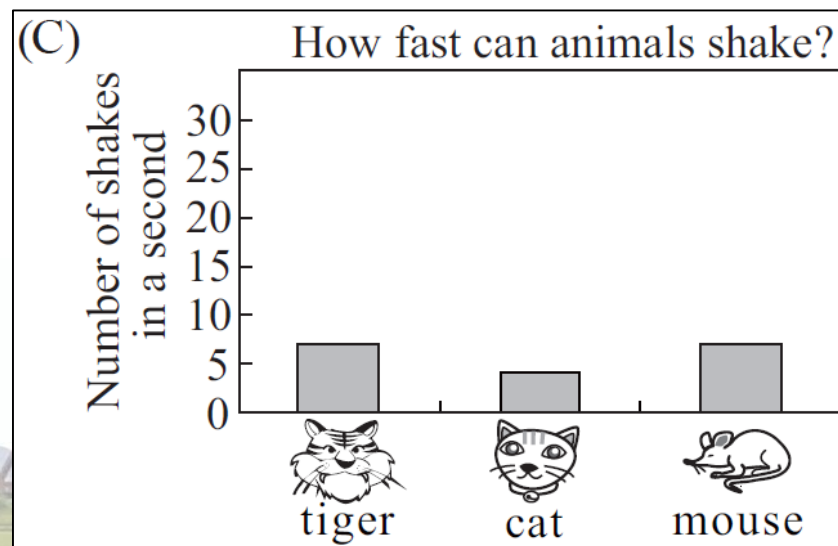 (C)
How fast can animals shake?
Number of shakes
in a second
30
25
20
15
10
5
0
tiger
cat
mouse